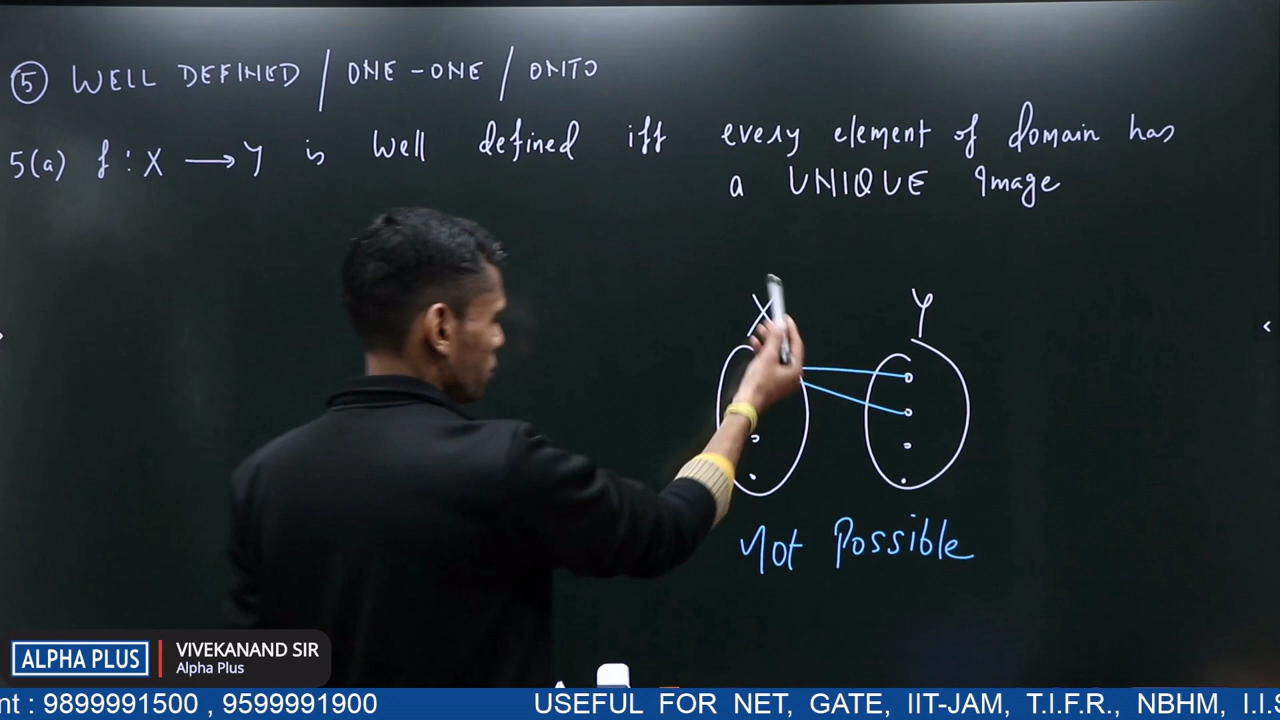 ⑤ WELL DEFINED / ONE-ONE / ONTO
5(a) f : X → Y is well defined iff every element of domain has
a UNIQUE Image
X Y
Not Possible
ALPHA PLUS VIVEKANAND SIR
Alpha Plus
nt : 9899991500 , 9599991900 USEFUL FOR NET, GATE, IIT-JAM, T.I.F.R., NBHM, I.I.S